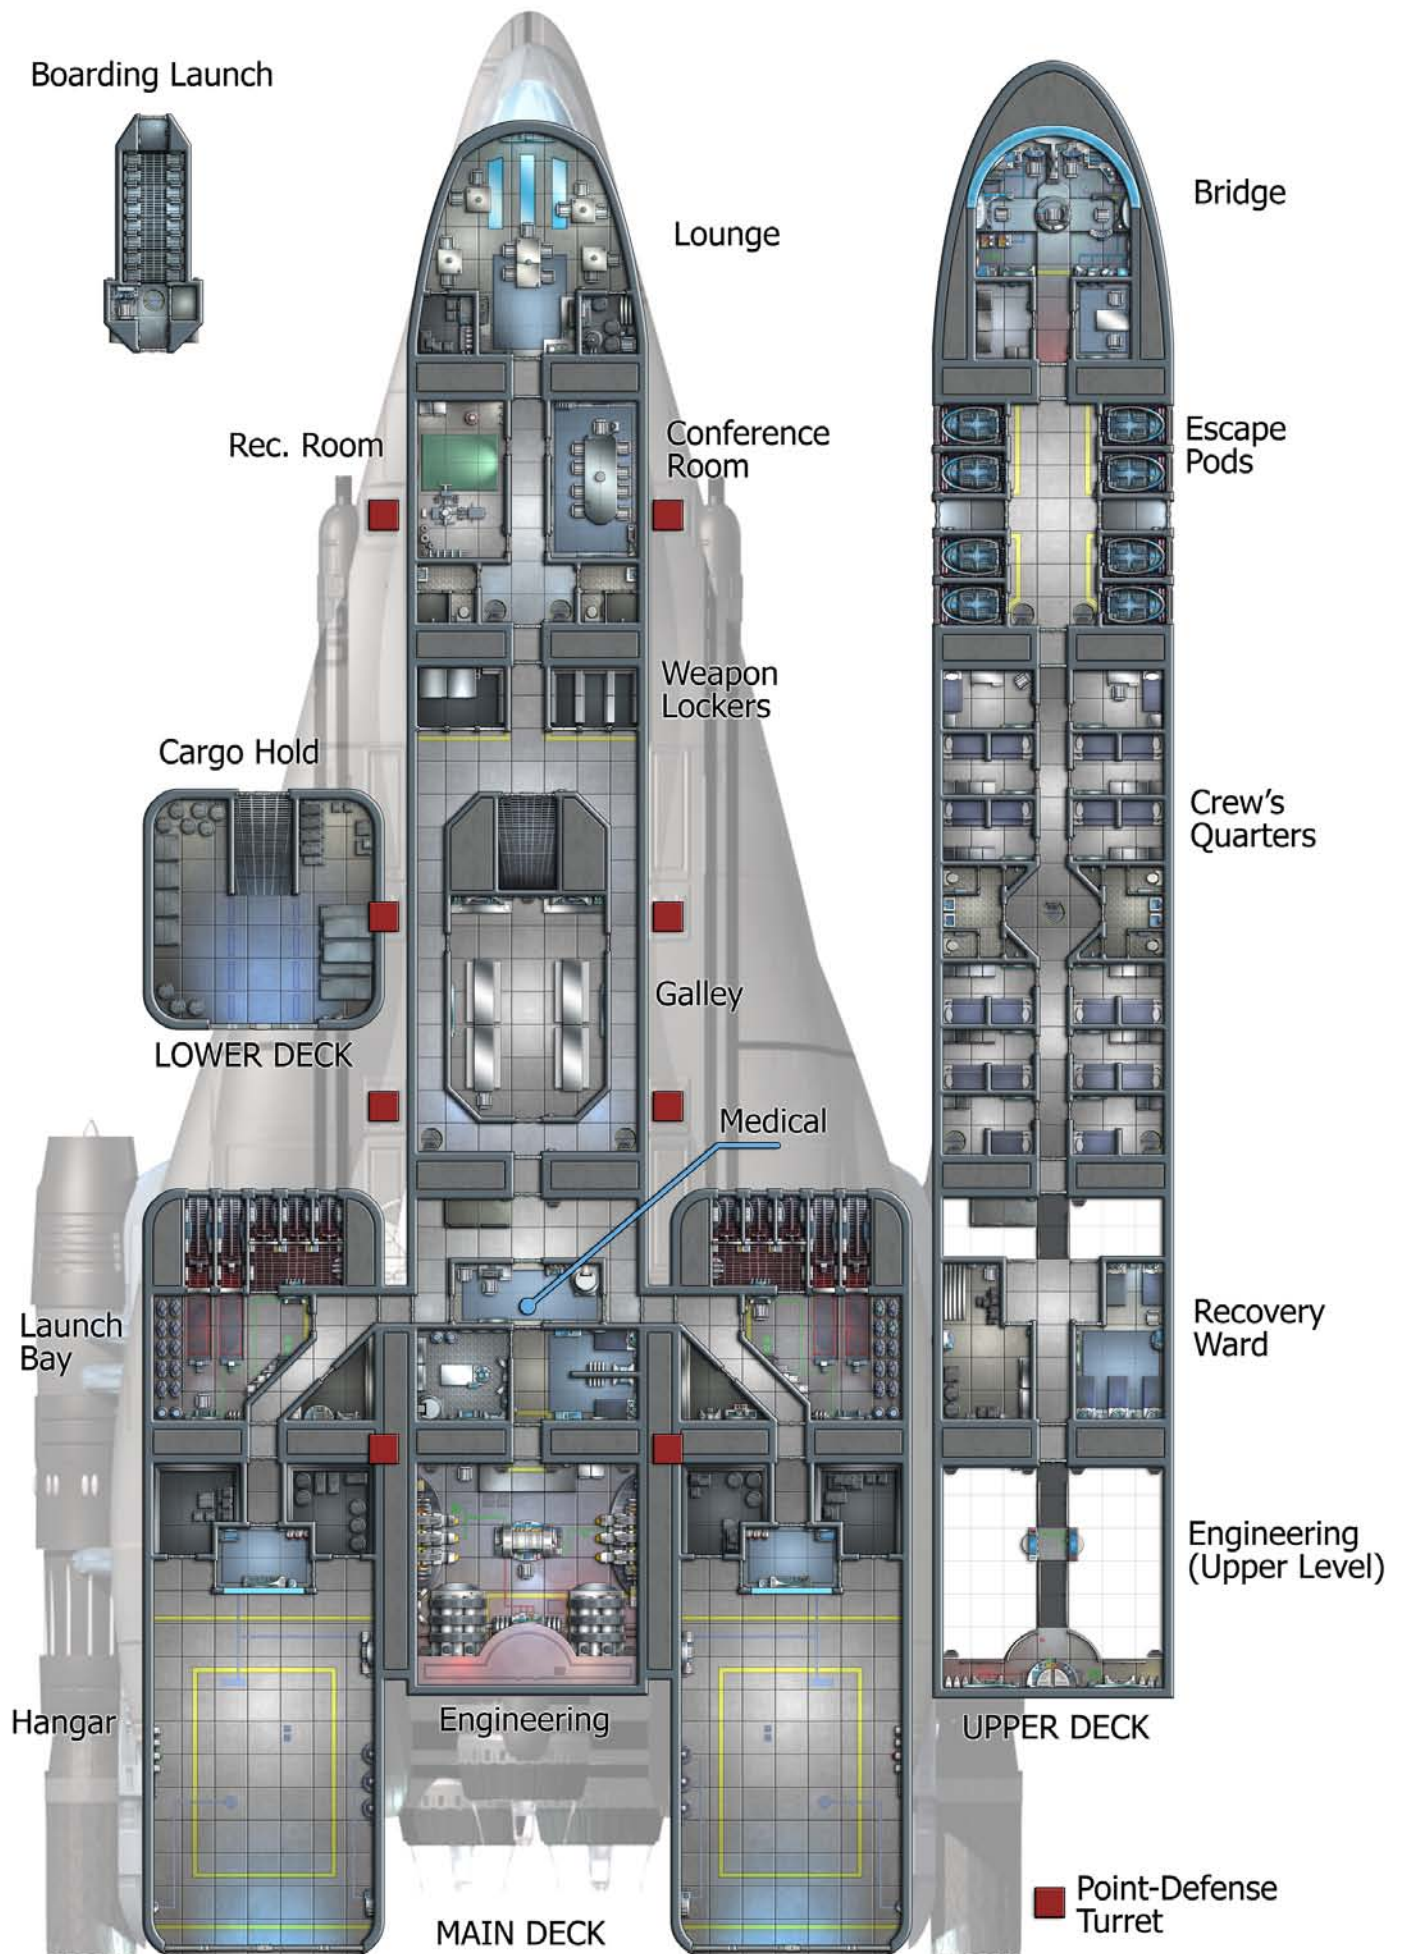 Boarding Launch
Bridge
Lounge
Rec. Room
Conference
Room
Escape
Pods
Weapon
Lockers
Cargo Hold
Crew's
Quarters
Galley
LOWER DECK
Medical
Launch
Bay
Recovery
Ward
Engineering
(Upper Level)
Hangar
Engineering
UPPER DECK
MAIN DECK
Point-Defense
Turret